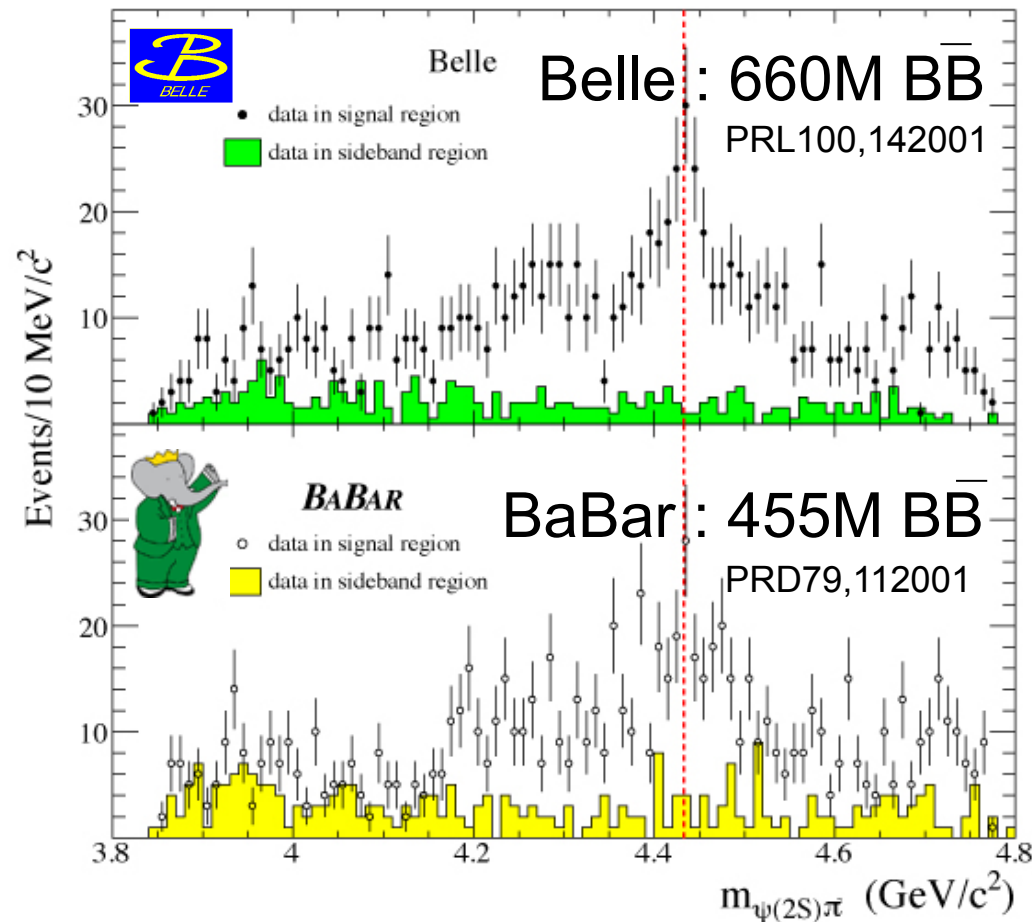 BELLE
Belle
Belle : 660M BB̅
PRL100,142001
data in signal region
data in sideband region
30
20
10
Events/10 MeV/c²
BABAR
BaBar : 455M BB̅
PRD79,112001
data in signal region
data in sideband region
30
20
10
3.8 4 4.2 4.4 4.6 4.8
m_ψ(2S)π (GeV/c²)